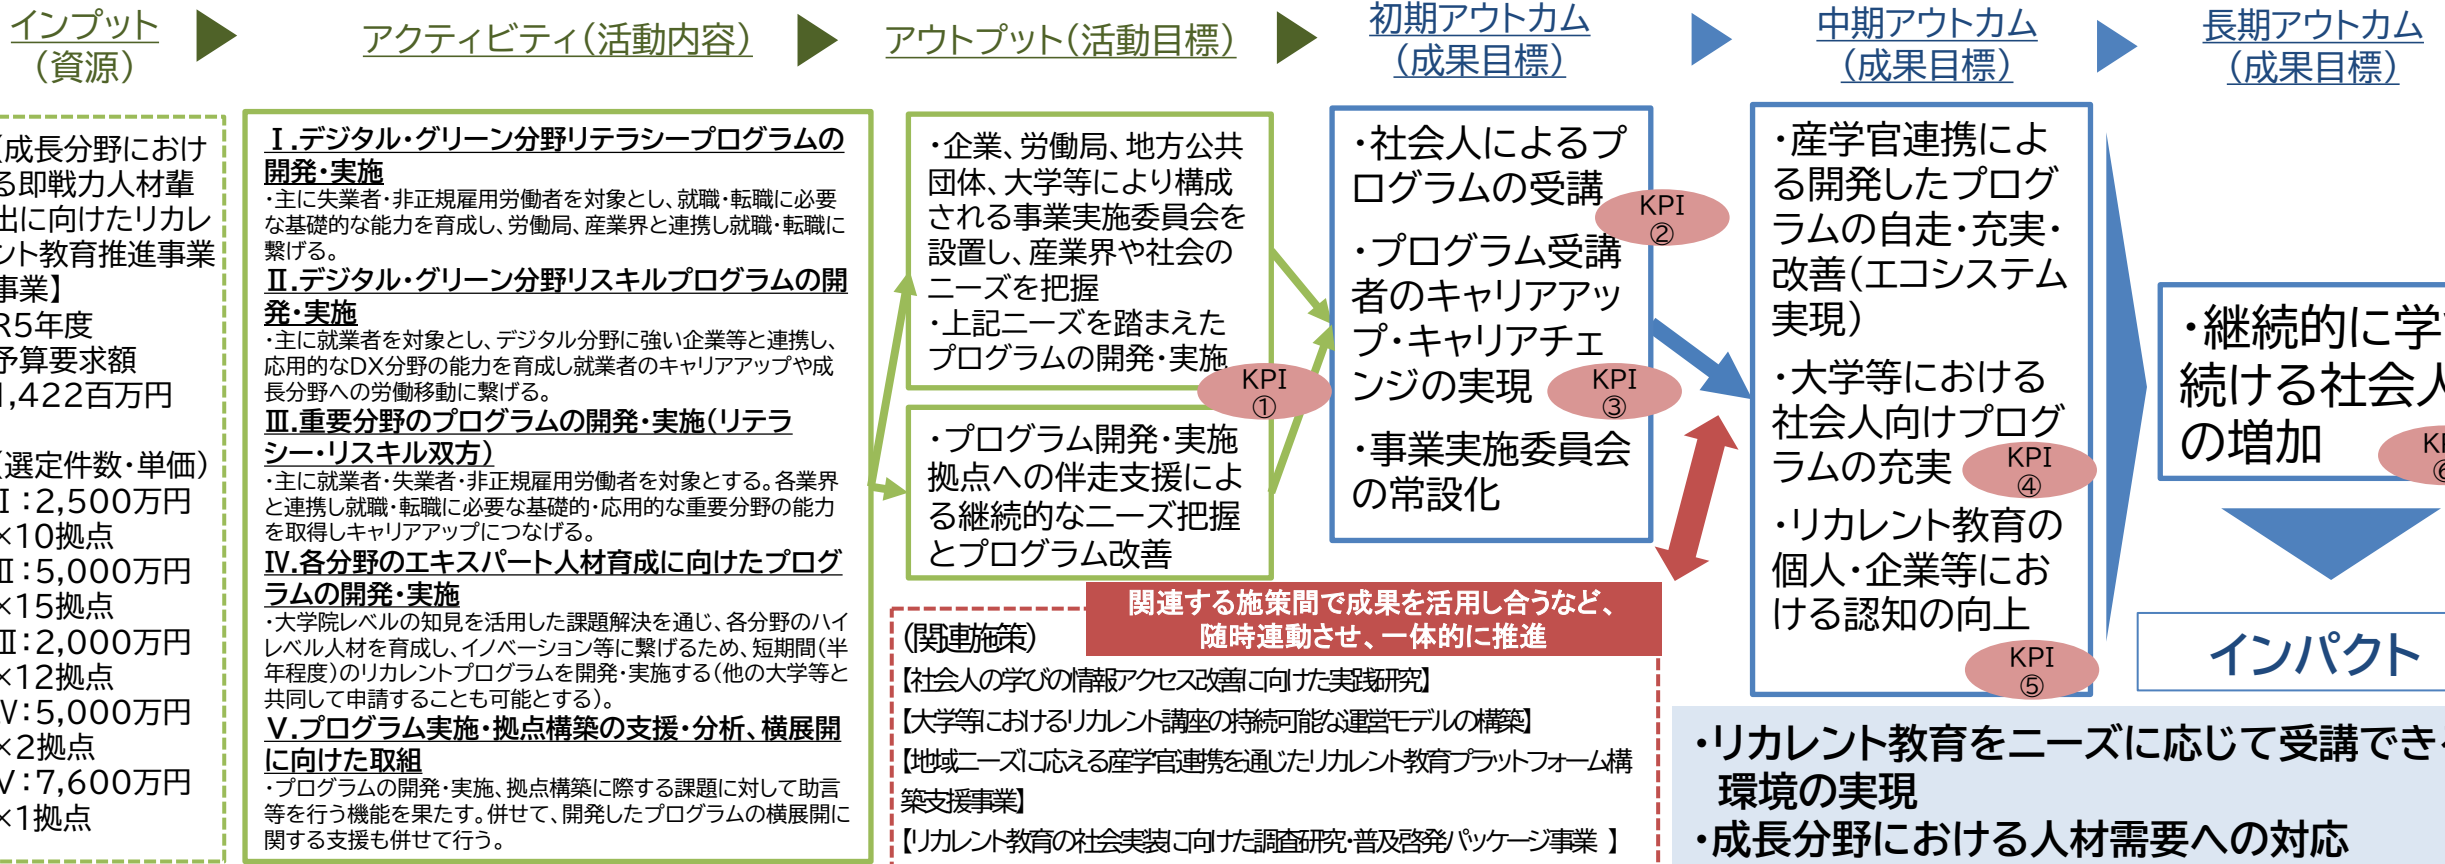 インプット
（資源）
アクティビティ（活動内容）
アウトプット（活動目標）
初期アウトカム
（成果目標）
中期アウトカム
（成果目標）
長期アウトカム
（成果目標）
（成長分野におけ
る即戦力人材輩
出に向けたリカレ
ント教育推進事業
事業】
R5年度
予算要求額
1,422百万円
（選定件数・単価）
Ⅰ：2,500万円
×10拠点
Ⅱ：5,000万円
×15拠点
Ⅲ：2,000万円
×12拠点
Ⅳ：5,000万円
×2拠点
Ⅴ：7,600万円
×1拠点
Ⅰ.デジタル・グリーン分野リテラシープログラムの
開発・実施
・主に失業者・非正規雇用労働者を対象とし、就職・転職に必要
な基礎的な能力を育成し、労働局、産業界と連携し就職・転職に
繋げる。
Ⅱ.デジタル・グリーン分野リスキルプログラムの開
発・実施
・主に就業者を対象とし、デジタル分野に強い企業等と連携し、
応用的なDX分野の能力を育成し就業者のキャリアアップや成
長分野への労働移動に繋げる。
Ⅲ.重要分野のプログラムの開発・実施（リテラ
シー・リスキル双方）
・主に就業者・失業者・非正規雇用労働者を対象とする。各業界
と連携し就職・転職に必要な基礎的・応用的な重要分野の能力
を取得しキャリアアップにつなげる。
Ⅳ.各分野のエキスパート人材育成に向けたプログ
ラムの開発・実施
・大学院レベルの知見を活用した課題解決を通じ、各分野のハイ
レベル人材を育成し、イノベーション等に繋げるため、短期間（半
年程度）のリカレントプログラムを開発・実施する（他の大学等と
共同して申請することも可能とする）。
Ⅴ.プログラム実施・拠点構築の支援・分析、横展開
に向けた取組
・プログラムの開発・実施、拠点構築に際する課題に対して助言
等を行う機能を果たす。併せて、開発したプログラムの横展開に
関する支援も併せて行う。
・企業、労働局、地方公共
団体、大学等により構成
される事業実施委員会を
設置し、産業界や社会の
ニーズを把握
・上記ニーズを踏まえた
プログラムの開発・実施
KPI
①
・プログラム開発・実施
拠点への伴走支援によ
る継続的なニーズ把握
とプログラム改善
・社会人によるプ
ログラムの受講
KPI
②
・プログラム受講
者のキャリアアッ
プ・キャリアチェ
ンジの実現
KPI
③
・事業実施委員会
の常設化
・産学官連携によ
る開発したプログ
ラムの自走・充実・
改善（エコシステム
実現）
・大学等における
社会人向けプログ
ラムの充実
KPI
④
・リカレント教育の
個人・企業等にお
ける認知の向上
KPI
⑤
・継続的に学び
続ける社会人
の増加
KPI
⑥
関連する施策間で成果を活用し合うなど、
随時連動させ、一体的に推進
（関連施策）
【社会人の学びの情報アクセス改善に向けた実践研究】
【大学等におけるリカレント講座の持続可能な運営モデルの構築】
【地域ニーズに応える産学官連携を通じたリカレント教育プラットフォーム構
築支援事業】
【リカレント教育の社会実装に向けた調査研究・普及啓発パッケージ事業 】
インパクト
・リカレント教育をニーズに応じて受講できる
環境の実現
・成長分野における人材需要への対応